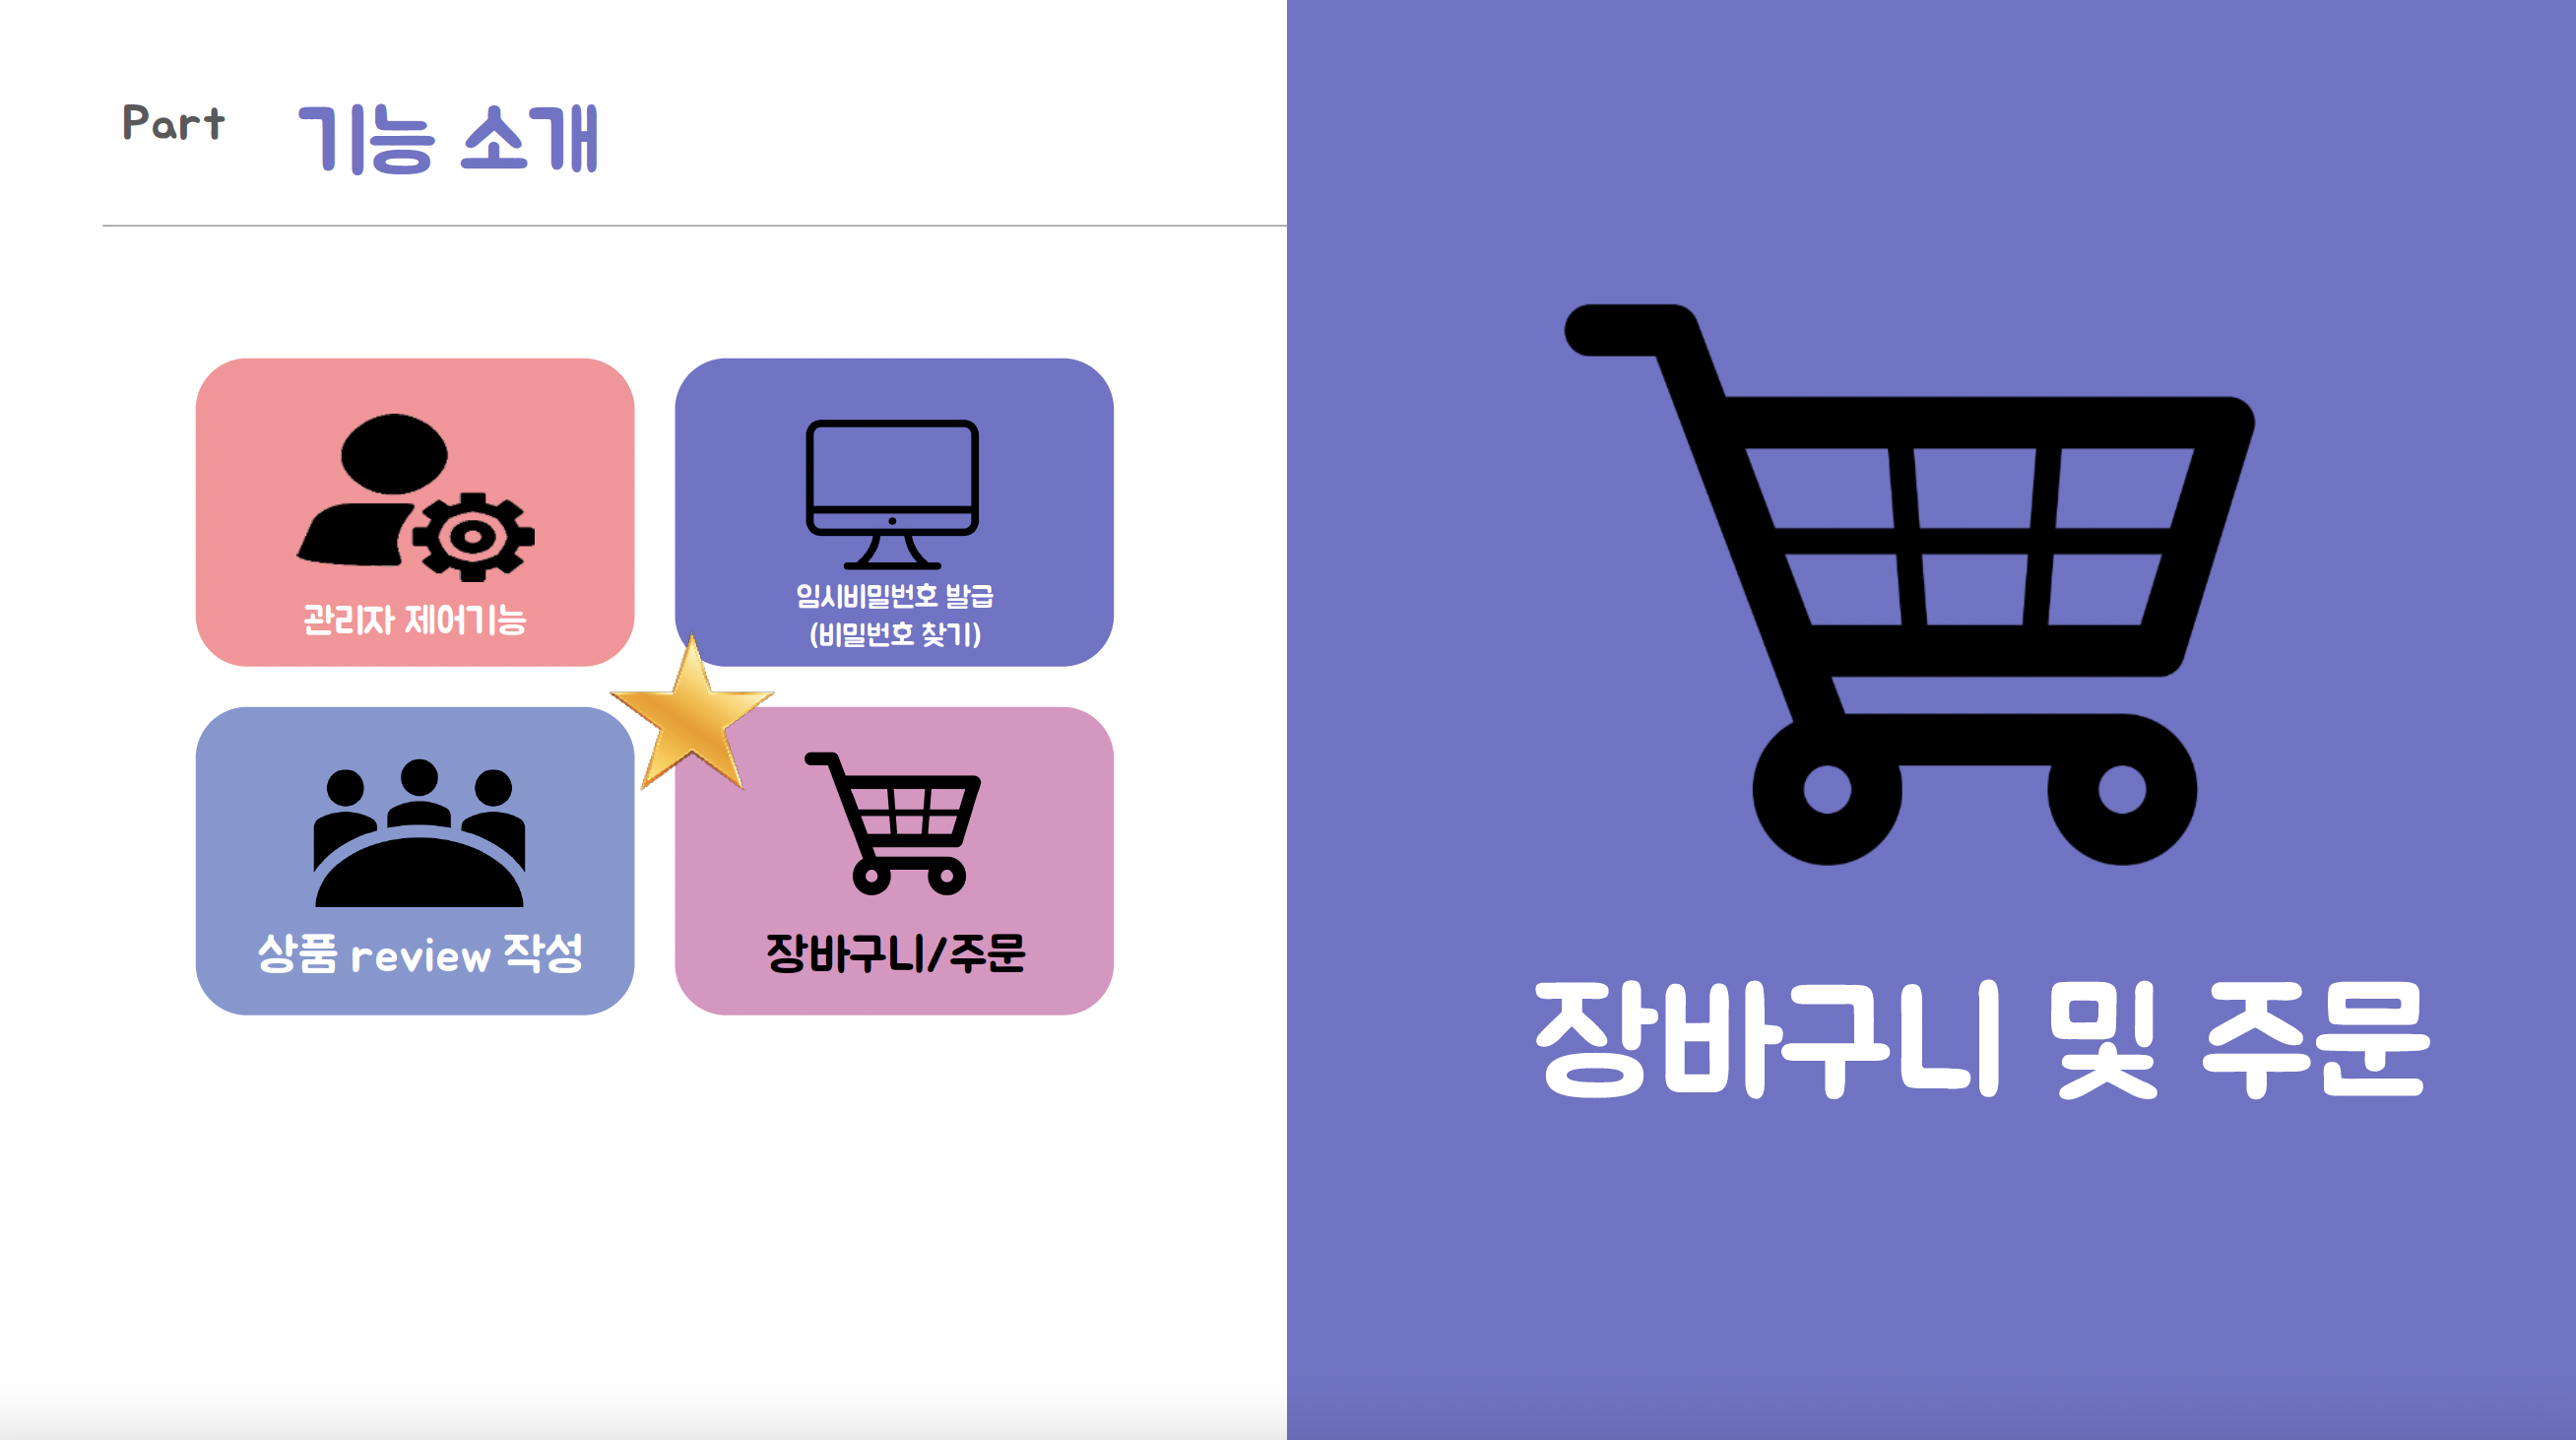 Part
기능 소개
관리자 제어기능
임시비밀번호 발급
(비밀번호 찾기)
상품 review 작성
장바구니/주문
장바구니 및 주문